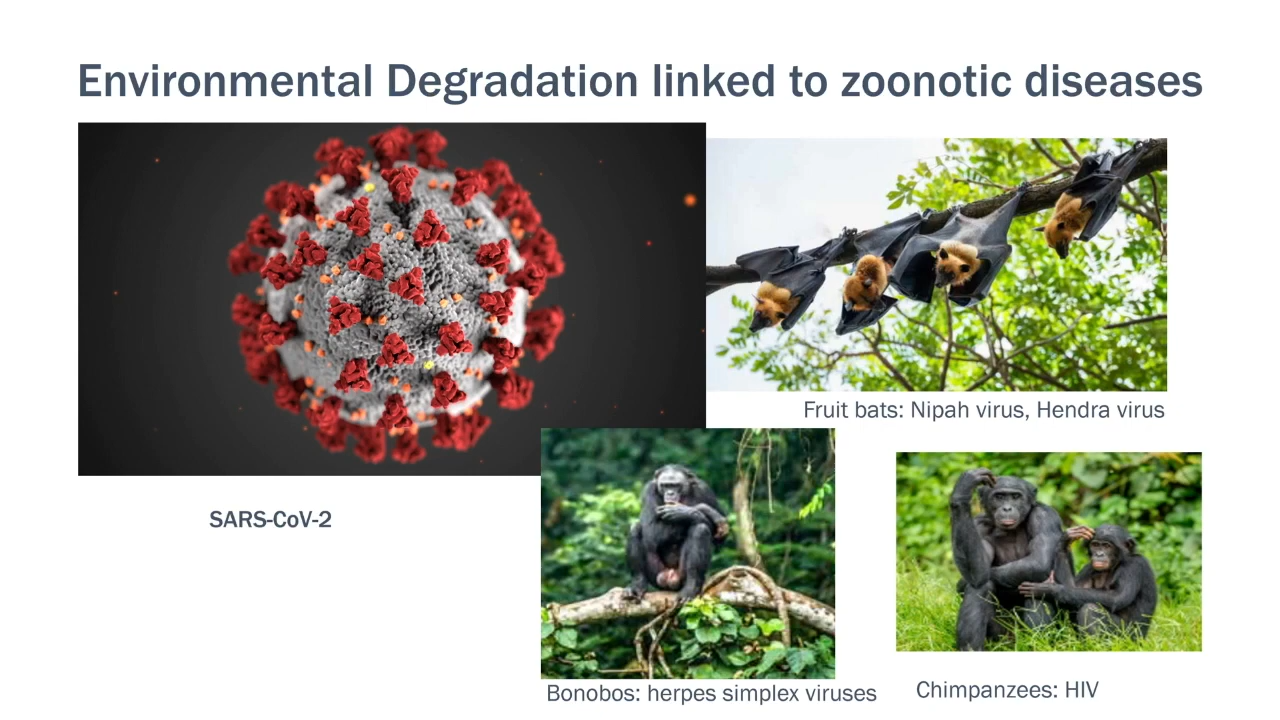 Environmental Degradation linked to zoonotic diseases
Fruit bats: Nipah virus, Hendra virus
SARS-CoV-2
Bonobos: herpes simplex viruses
Chimpanzees: HIV